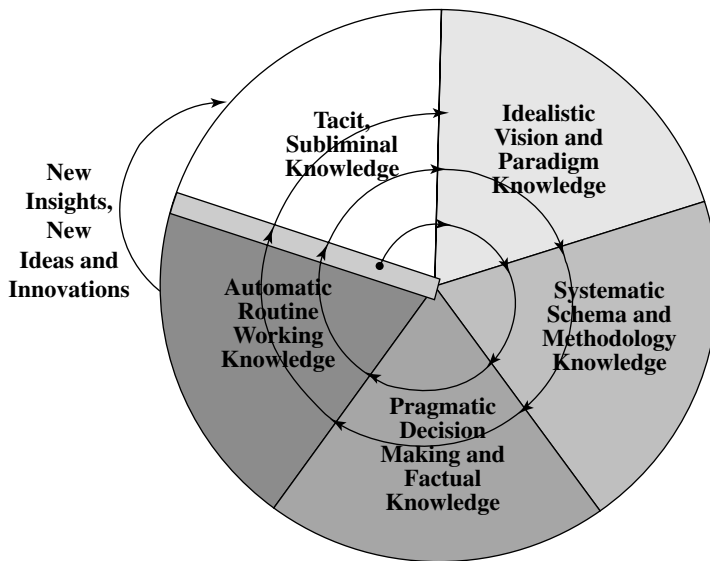 Tacit,
Subliminal
Knowledge
Idealistic
Vision and
Paradigm
Knowledge
New
Insights,
New
Ideas and
Innovations
Automatic
Routine
Working
Knowledge
Systematic
Schema and
Methodology
Knowledge
Pragmatic
Decision
Making and
Factual
Knowledge